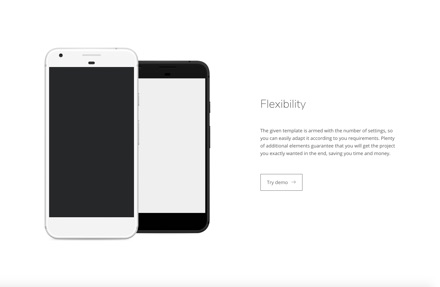 Flexibility
The given template is armed with the number of settings, so
you can easily adapt it according to you requirements. Plenty
of additional elements guarantee that you will get the project
you exactly wanted in the end, saving you time and money.
Try demo →